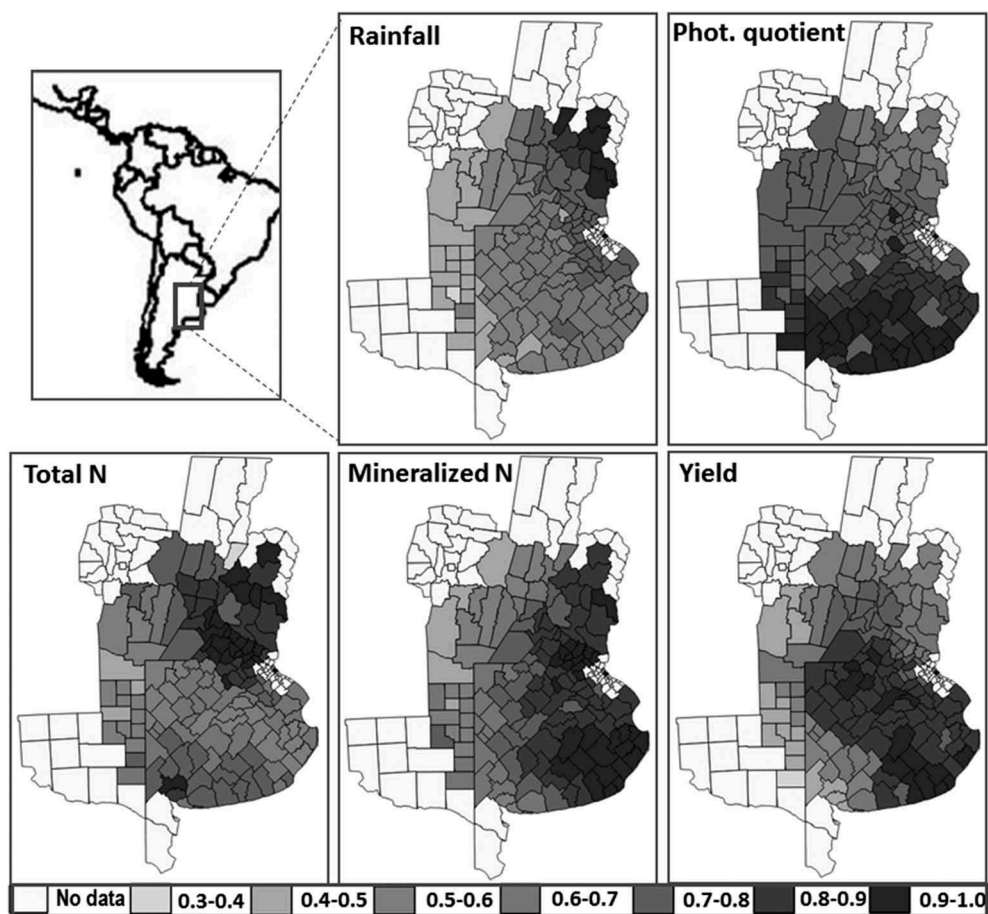 Rainfall
Phot. quotient
Total N
Mineralized N
Yield
No data 0.3-0.4 0.4-0.5 0.5-0.6 0.6-0.7 0.7-0.8 0.8-0.9 0.9-1.0